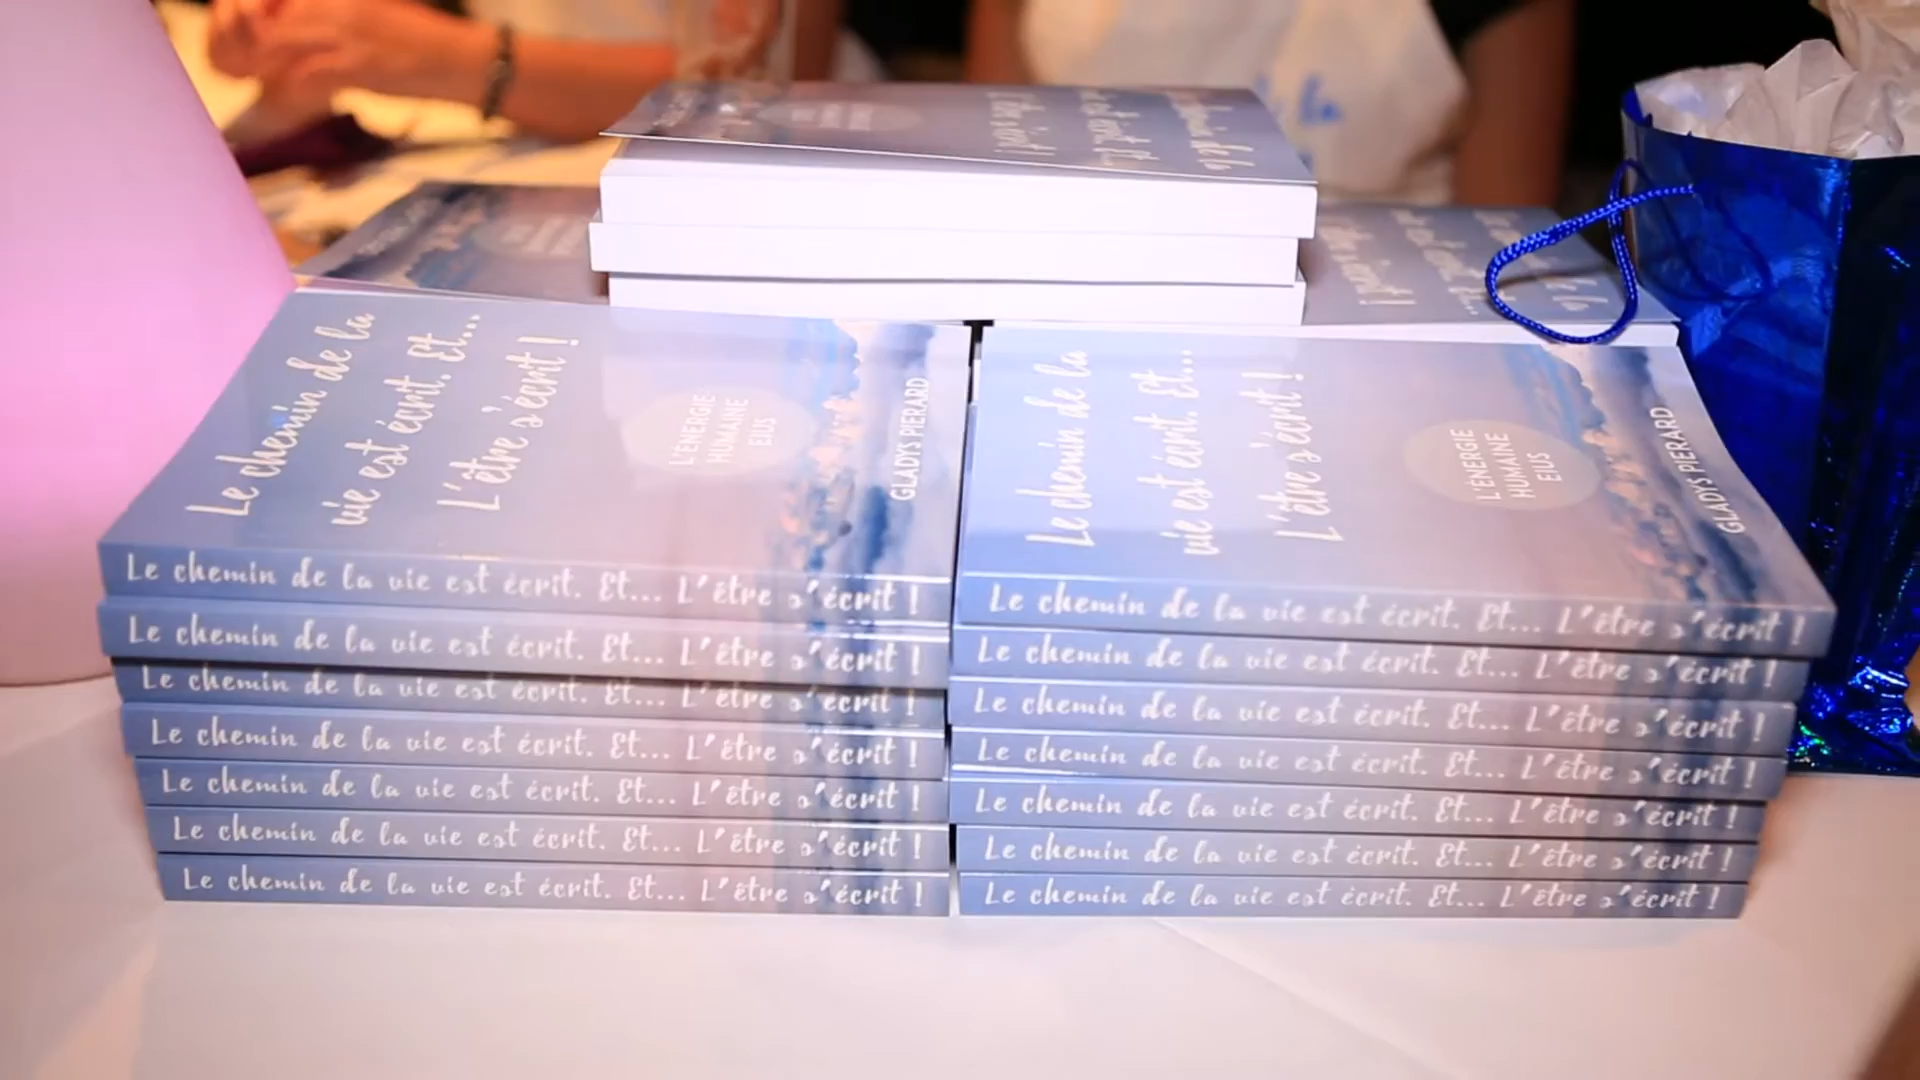 Le chemin de la
vie est écrit. Et...
L'être s'écrit !
L'ÉNERGIE
HUMAINE
EIUS
GLADYS PIERARD
Le chemin de la
vie est écrit. Et...
L'être s'écrit !
L'ÉNERGIE
HUMAINE
EIUS
GLADYS PIERARD
Le chemin de la vie est écrit. Et... L'être s'écrit !
Le chemin de la vie est écrit. Et... L'être s'écrit !
Le chemin de la vie est écrit. Et... L'être s'écrit !
Le chemin de la vie est écrit. Et... L'être s'écrit !
Le chemin de la vie est écrit. Et... L'être s'écrit !
Le chemin de la vie est écrit. Et... L'être s'écrit !
Le chemin de la vie est écrit. Et... L'être s'écrit !
Le chemin de la vie est écrit. Et... L'être s'écrit !
Le chemin de la vie est écrit. Et... L'être s'écrit !
Le chemin de la vie est écrit. Et... L'être s'écrit !
Le chemin de la vie est écrit. Et... L'être s'écrit !
Le chemin de la vie est écrit. Et... L'être s'écrit !
Le chemin de la vie est écrit. Et... L'être s'écrit !
Le chemin de la vie est écrit. Et... L'être s'écrit !